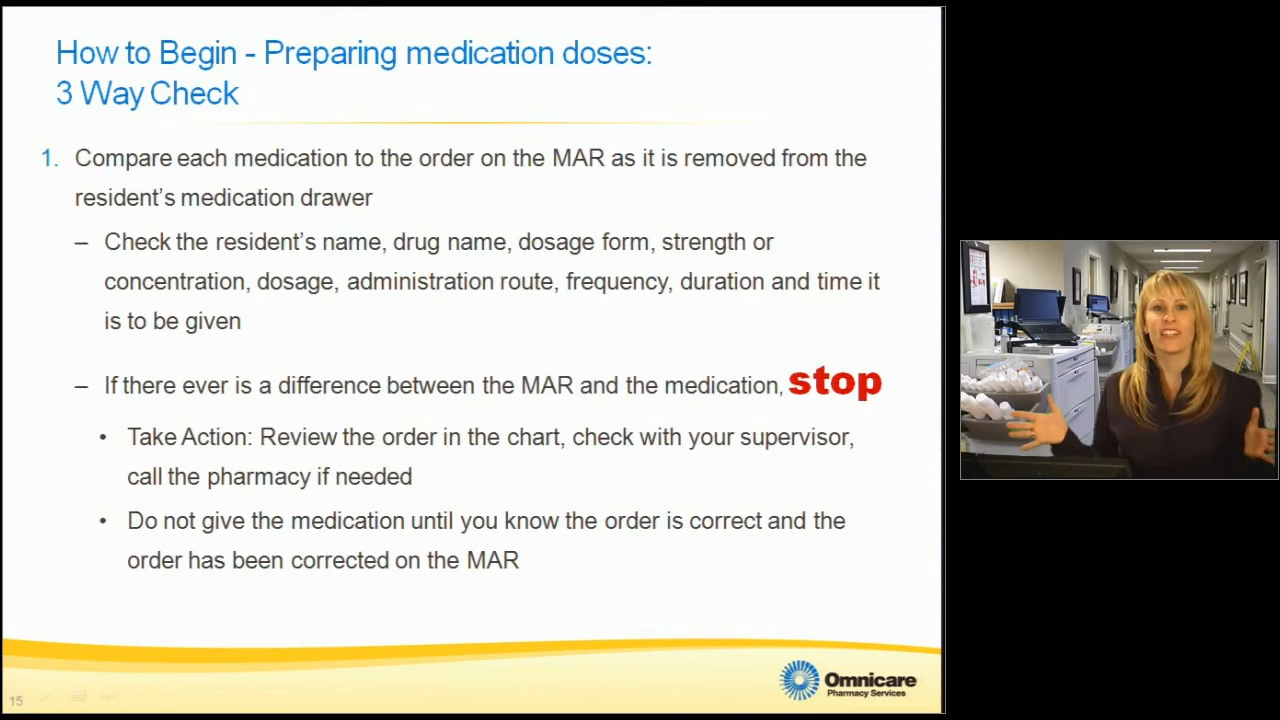 How to Begin - Preparing medication doses:
3 Way Check
1. Compare each medication to the order on the MAR as it is removed from the
resident's medication drawer
– Check the resident's name, drug name, dosage form, strength or
concentration, dosage, administration route, frequency, duration and time it
is to be given
– If there ever is a difference between the MAR and the medication, stop
• Take Action: Review the order in the chart, check with your supervisor,
call the pharmacy if needed
• Do not give the medication until you know the order is correct and the
order has been corrected on the MAR
Omnicare
Pharmacy Services
15